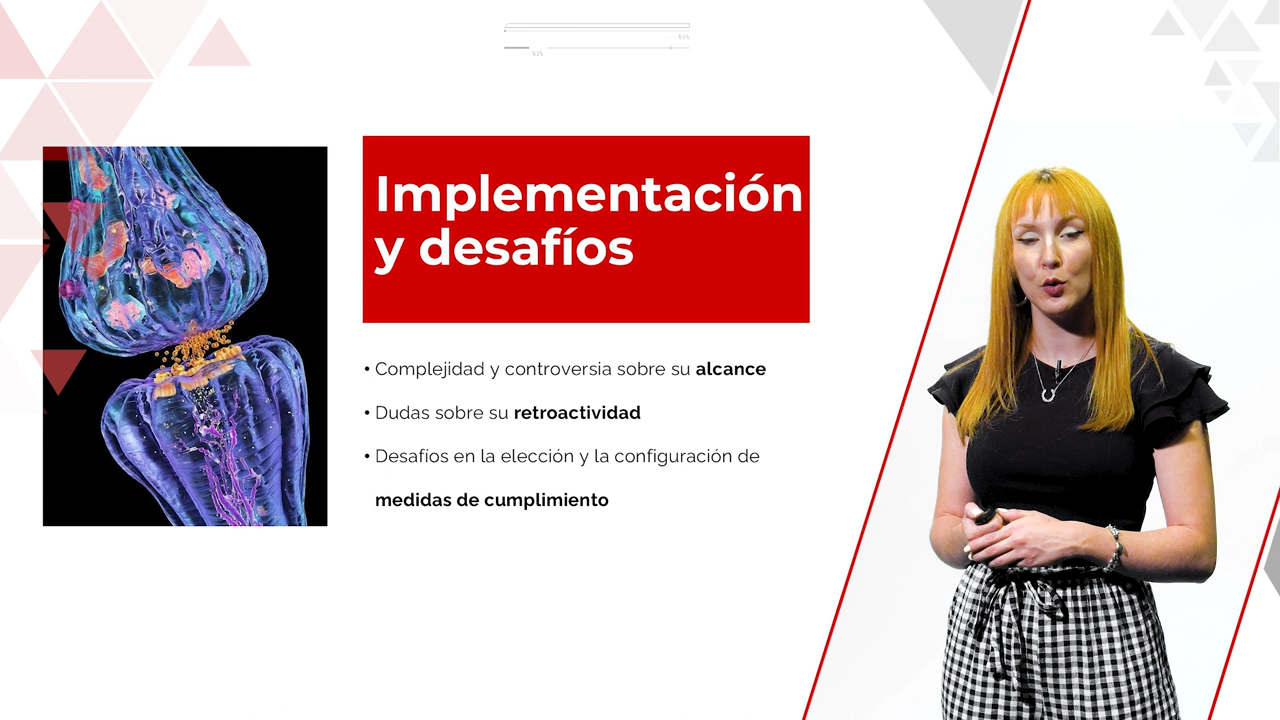 Implementación
y desafíos
• Complejidad y controversia sobre su alcance
• Dudas sobre su retroactividad
• Desafíos en la elección y la configuración de
medidas de cumplimiento